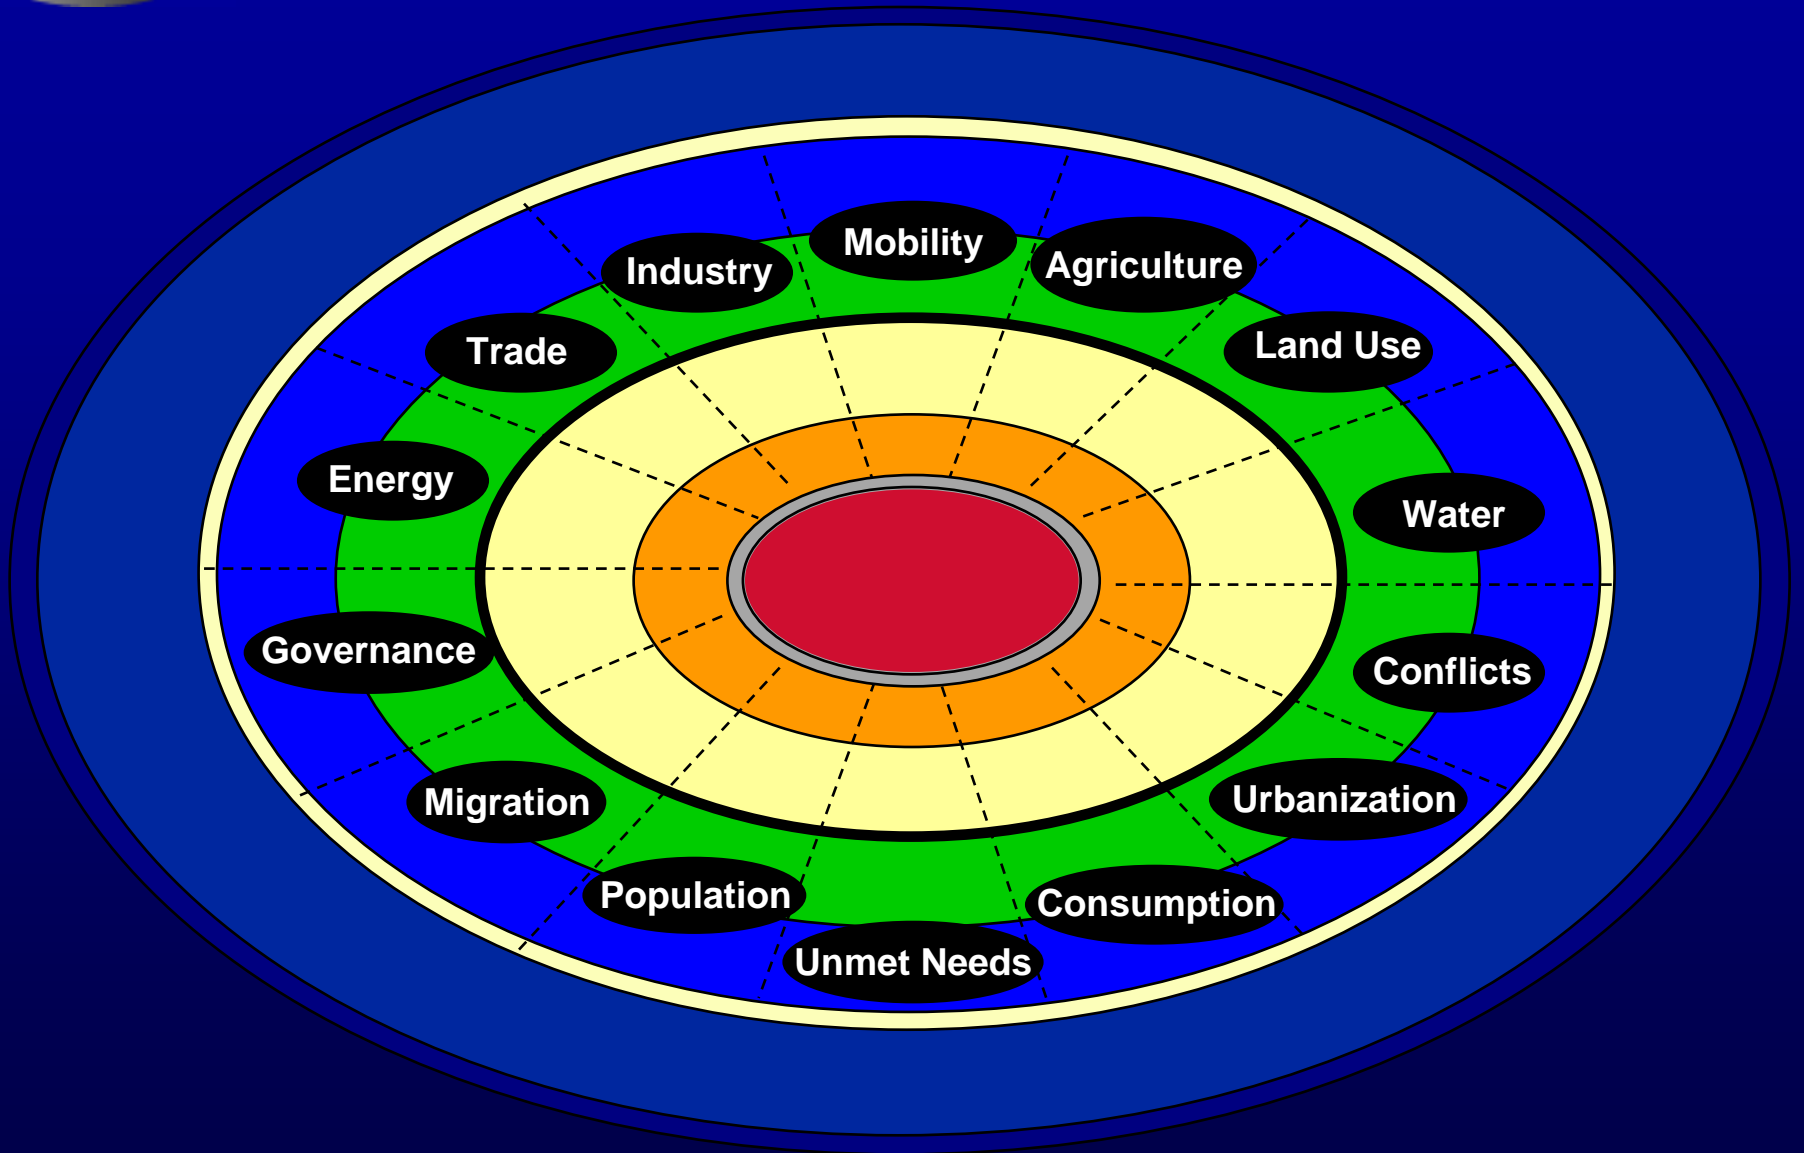 Mobility
Agriculture
Land Use
Water
Conflicts
Urbanization
Consumption
Unmet Needs
Population
Migration
Governance
Energy
Trade
Industry